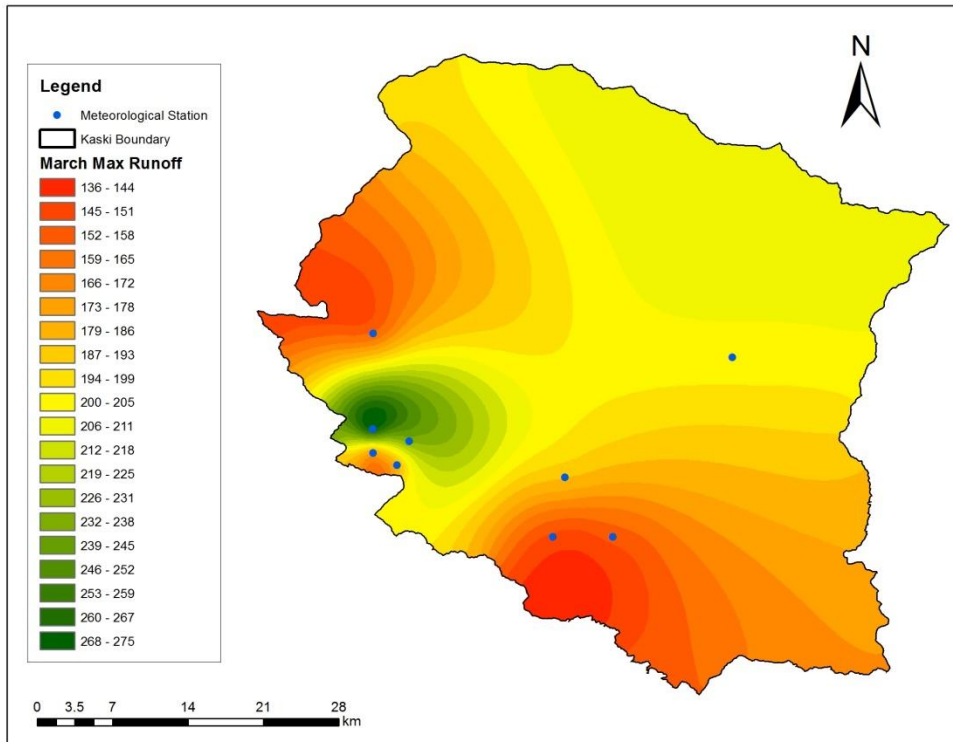 N
Legend
Meteorological Station
Kaski Boundary
March Max Runoff
136 - 144
145 - 151
152 - 158
159 - 165
166 - 172
173 - 178
179 - 186
187 - 193
194 - 199
200 - 205
206 - 211
212 - 218
219 - 225
226 - 231
232 - 238
239 - 245
246 - 252
253 - 259
260 - 267
268 - 275
0 3.5 7 14 21 28
km